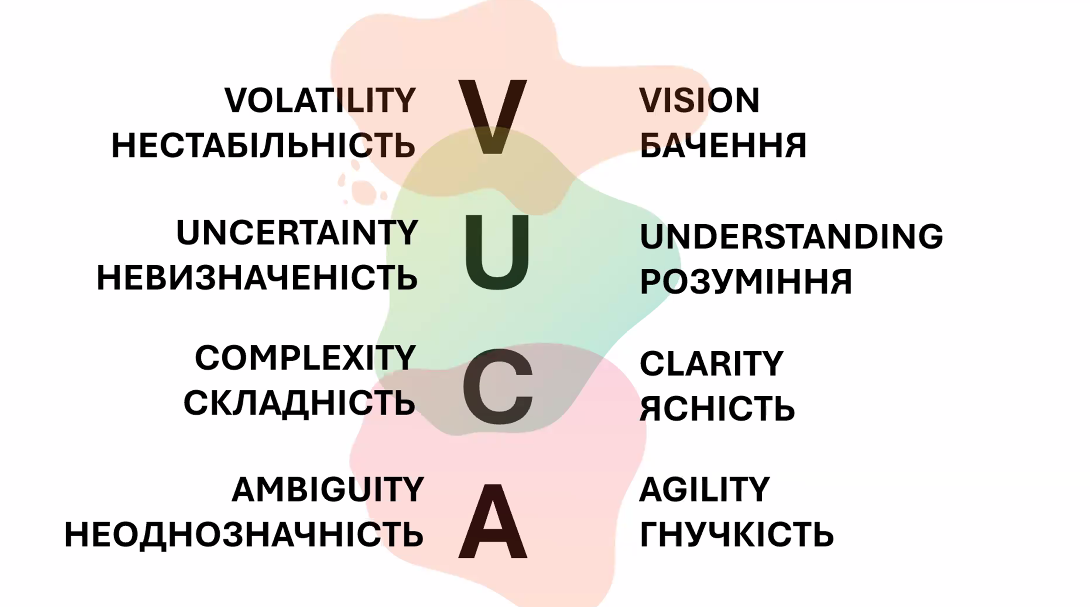 VOLATILITY
НЕСТАБІЛЬНІСТЬ
V
VISION
БАЧЕННЯ
UNCERTAINTY
НЕВИЗНАЧЕНІСТЬ
U
UNDERSTANDING
РОЗУМІННЯ
COMPLEXITY
СКЛАДНІСТЬ
C
CLARITY
ЯСНІСТЬ
AMBIGUITY
НЕОДНОЗНАЧНІСТЬ
A
AGILITY
ГНУЧКІСТЬ